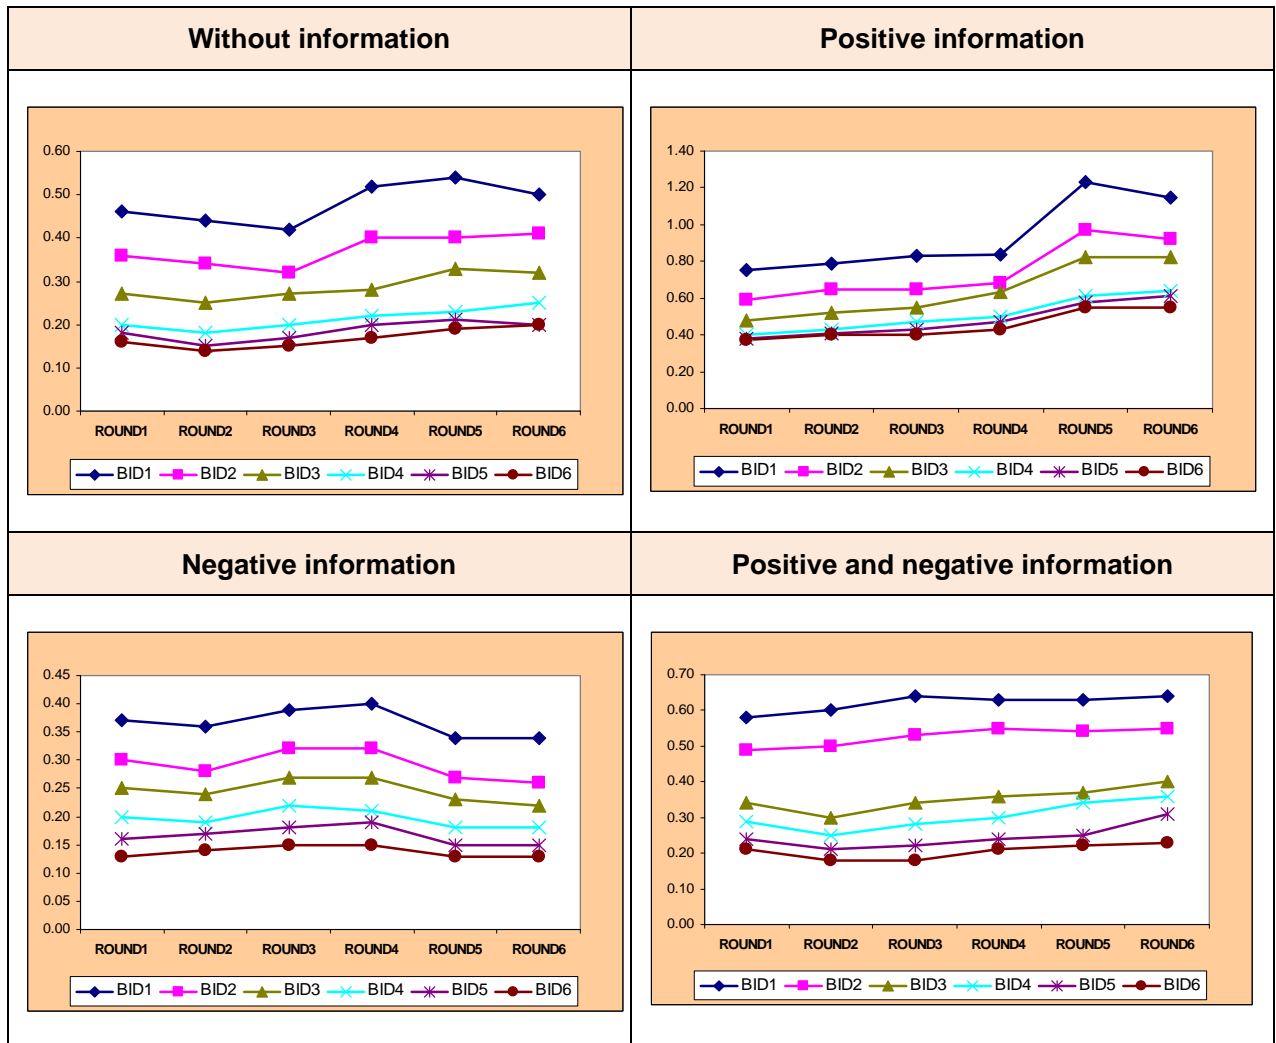 Without information
Positive information
0.60
0.50
0.40
0.30
0.20
0.10
0.00
ROUND1 ROUND2 ROUND3 ROUND4 ROUND5 ROUND6
BID1 BID2 BID3 BID4 BID5 BID6
1.40
1.20
1.00
0.80
0.60
0.40
0.20
0.00
ROUND1 ROUND2 ROUND3 ROUND4 ROUND5 ROUND6
BID1 BID2 BID3 BID4 BID5 BID6
Negative information
Positive and negative information
0.45
0.40
0.35
0.30
0.25
0.20
0.15
0.10
0.05
0.00
ROUND1 ROUND2 ROUND3 ROUND4 ROUND5 ROUND6
BID1 BID2 BID3 BID4 BID5 BID6
0.70
0.60
0.50
0.40
0.30
0.20
0.10
0.00
ROUND1 ROUND2 ROUND3 ROUND4 ROUND5 ROUND6
BID1 BID2 BID3 BID4 BID5 BID6